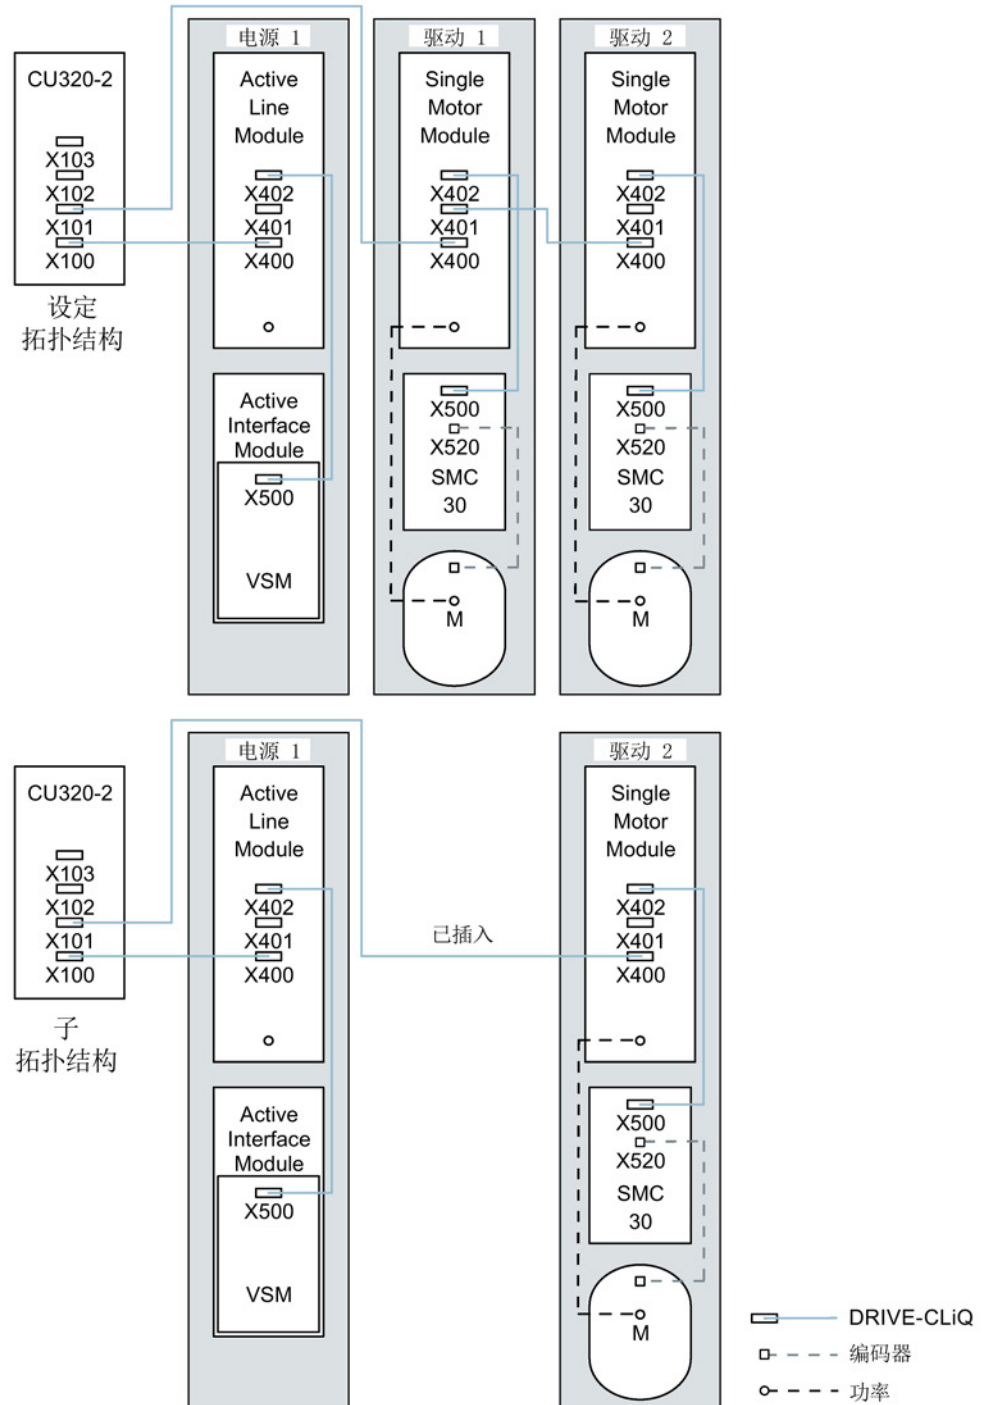 电源 1
驱动 1
驱动 2
CU320-2
X103
X102
X101
X100
设定
拓扑结构
Active
Line
Module
X402
X401
X400
Active
Interface
Module
X500
VSM
Single
Motor
Module
X402
X401
X400
X500
X520
SMC
30
M
Single
Motor
Module
X402
X401
X400
X500
X520
SMC
30
M
电源 1
驱动 2
CU320-2
X103
X102
X101
X100
子
拓扑结构
Active
Line
Module
X402
X401
X400
Active
Interface
Module
X500
VSM
已插入
Single
Motor
Module
X402
X401
X400
X500
X520
SMC
30
M
DRIVE-CLiQ
编码器
功率